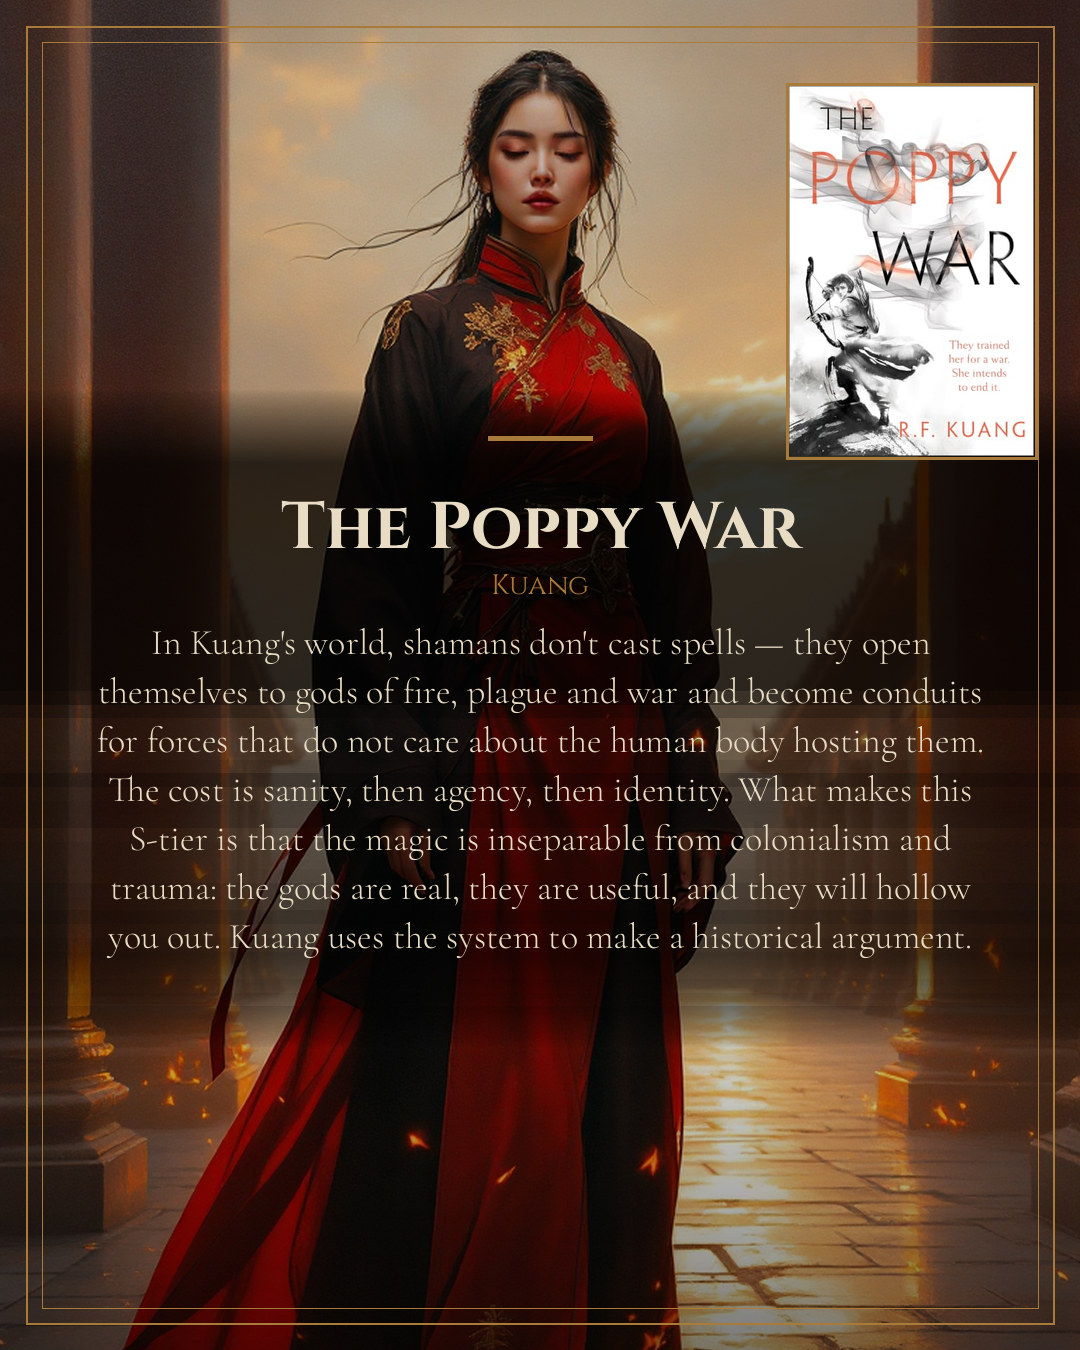 THE
POPPY
WAR
They trained
her for a war.
She intends
to end it.
R.F. KUANG
The Poppy War
Kuang
In Kuang's world, shamans don't cast spells — they open
themselves to gods of fire, plague and war and become conduits
for forces that do not care about the human body hosting them.
The cost is sanity, then agency, then identity. What makes this
S-tier is that the magic is inseparable from colonialism and
trauma: the gods are real, they are useful, and they will hollow
you out. Kuang uses the system to make a historical argument.